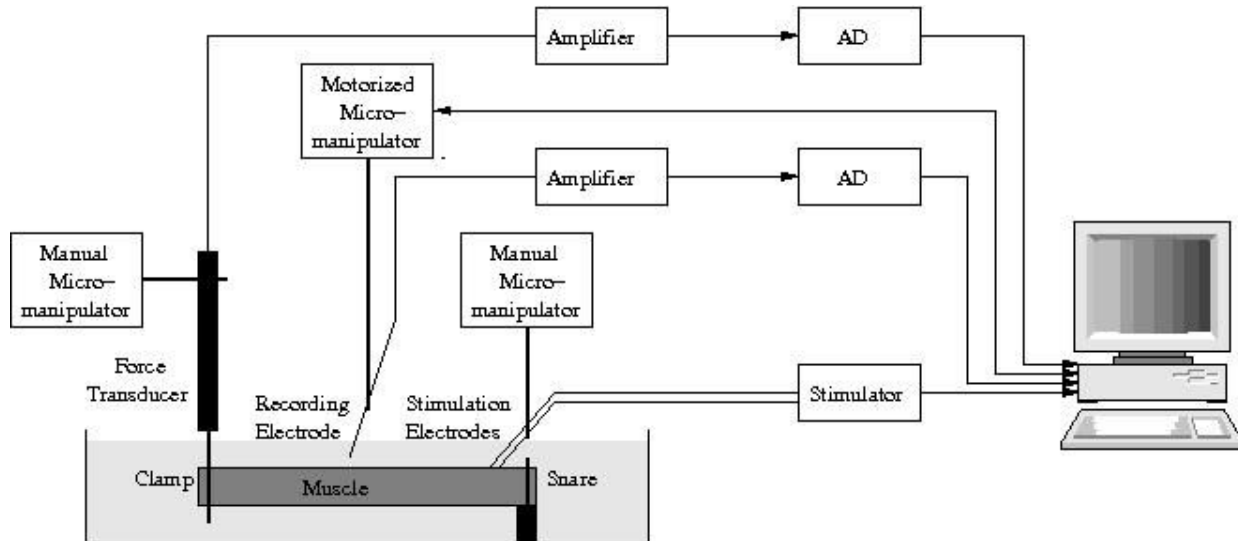 Amplifier
AD
Motorized
Micro–
manipulator
Amplifier
AD
Manual
Micro–
manipulator
Manual
Micro–
manipulator
Force
Transducer
Recording
Electrode
Stimulation
Electrodes
Stimulator
Clamp
Muscle
Snare